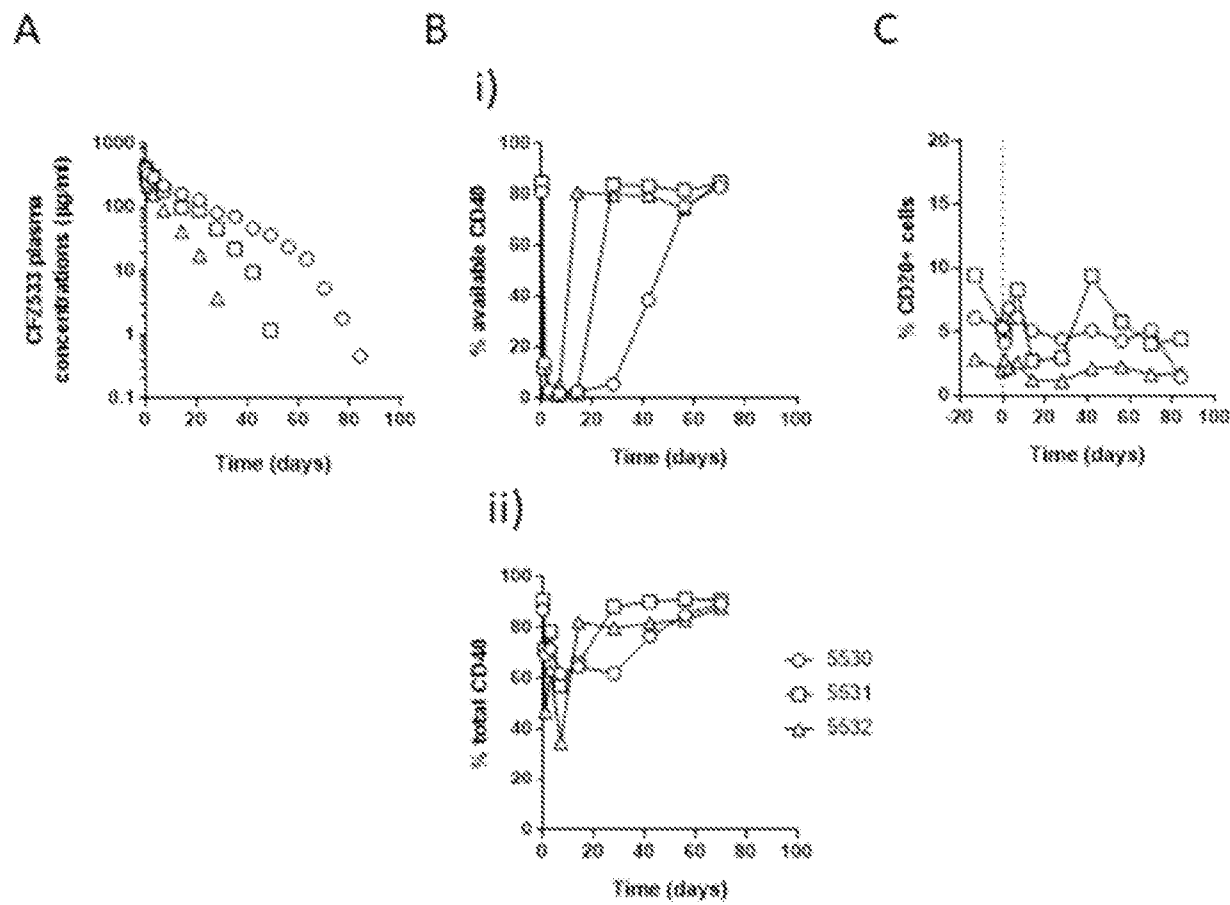 A
B
C
i)
1000
100
10
1
0.1
0 20 40 60 80 100
CFZ533 plasma
concentrations (µg/ml)
Time (days)
100
80
60
40
20
0
0 20 40 60 80 100
% available CD40
Time (days)
20
15
10
5
0
-20 0 20 40 60 80 100
% CD20+ cells
Time (days)
ii)
100
80
60
40
20
0
0 20 40 60 80 100
% total CD40
Time (days)
5530
5531
5532